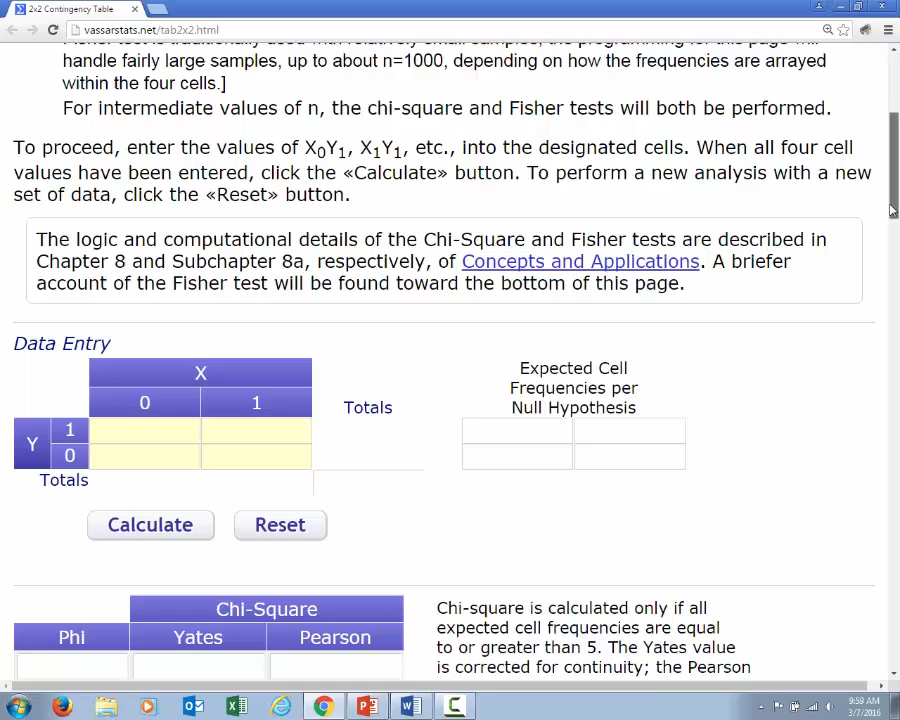 2x2 Contingency Table
vassarstats.net/tab2x2.html
handle fairly large samples, up to about n=1000, depending on how the frequencies are arrayed
within the four cells.]
For intermediate values of n, the chi-square and Fisher tests will both be performed.
To proceed, enter the values of X0Y1, X1Y1, etc., into the designated cells. When all four cell
values have been entered, click the «Calculate» button. To perform a new analysis with a new
set of data, click the «Reset» button.
The logic and computational details of the Chi-Square and Fisher tests are described in
Chapter 8 and Subchapter 8a, respectively, of Concepts and Applications. A briefer
account of the Fisher test will be found toward the bottom of this page.
Data Entry
X
0 1
Totals
Expected Cell
Frequencies per
Null Hypothesis
Y
1
0
Totals
Calculate Reset
Chi-Square
Phi Yates Pearson
Chi-square is calculated only if all
expected cell frequencies are equal
to or greater than 5. The Yates value
is corrected for continuity; the Pearson
9:59 AM
3/7/2016